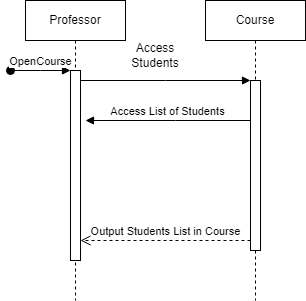 Professor
Course
OpenCourse
Access
Students
Access List of Students
Output Students List in Course